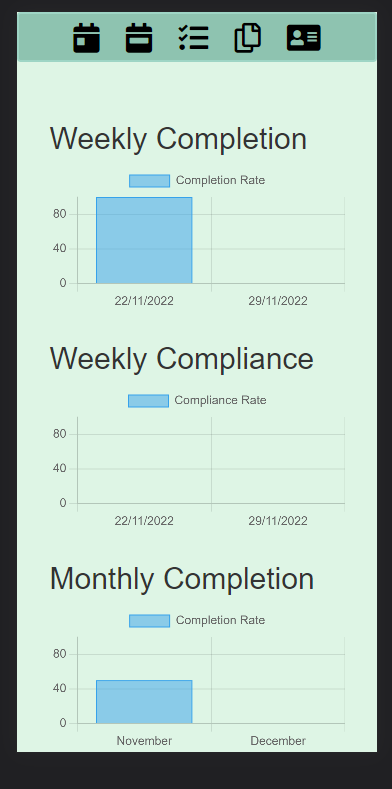 Weekly Completion
Completion Rate
80
40
0
22/11/2022 29/11/2022
Weekly Compliance
Compliance Rate
80
40
0
22/11/2022 29/11/2022
Monthly Completion
Completion Rate
80
40
0
November December